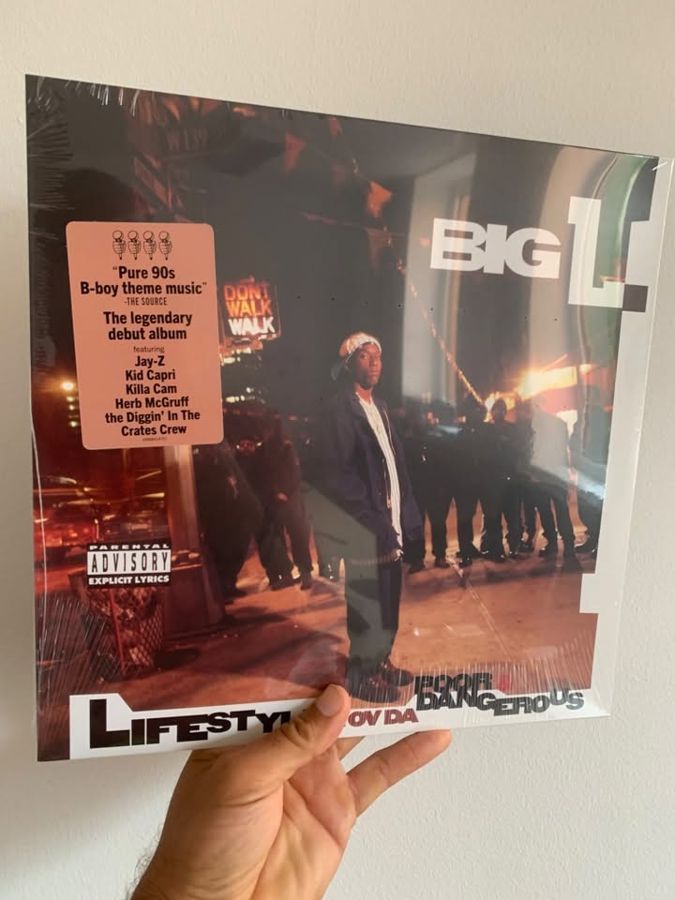 BIG L
DONT
WALK
WALK
"Pure 90s
B-boy theme music"
-THE SOURCE
The legendary
debut album
featuring
Jay-Z
Kid Capri
Killa Cam
Herb McGruff
the Diggin' In The
Crates Crew
PARENTAL
ADVISORY
EXPLICIT LYRICS
POOR &
LIFESTYL OV DA DANGEROUS